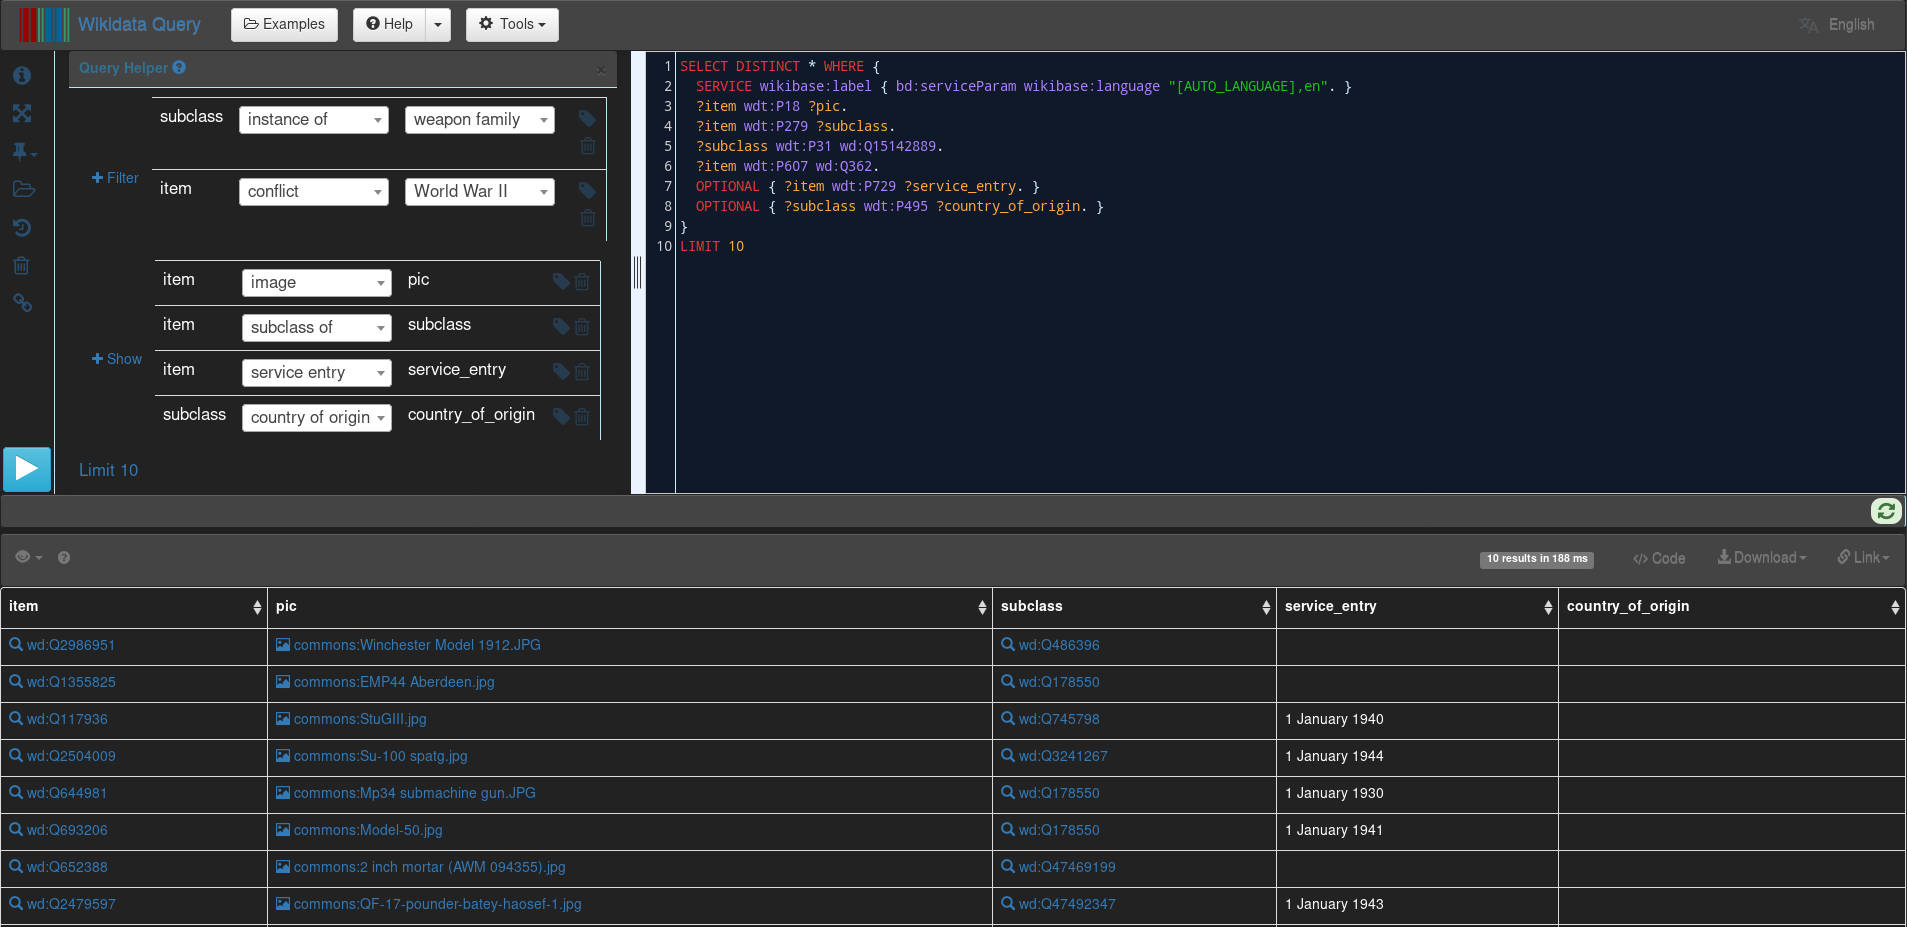 Wikidata Query Examples Help Tools English
Query Helper ×
subclass instance of weapon family
+ Filter
item conflict World War II
item image pic
item subclass of subclass
+ Show
item service entry service_entry
subclass country of origin country_of_origin
Limit 10
1 SELECT DISTINCT * WHERE {
2 SERVICE wikibase:label { bd:serviceParam wikibase:language "[AUTO_LANGUAGE],en". }
3 ?item wdt:P18 ?pic.
4 ?item wdt:P279 ?subclass.
5 ?subclass wdt:P31 wd:Q15142889.
6 ?item wdt:P607 wd:Q362.
7 OPTIONAL { ?item wdt:P729 ?service_entry. }
8 OPTIONAL { ?subclass wdt:P495 ?country_of_origin. }
9 }
10 LIMIT 10
10 results in 188 ms </> Code Download Link
item pic subclass service_entry country_of_origin
wd:Q2986951 commons:Winchester Model 1912.JPG wd:Q486396
wd:Q1355825 commons:EMP44 Aberdeen.jpg wd:Q178550
wd:Q117936 commons:StuGIII.jpg wd:Q745798 1 January 1940
wd:Q2504009 commons:Su-100 spatg.jpg wd:Q3241267 1 January 1944
wd:Q644981 commons:Mp34 submachine gun.JPG wd:Q178550 1 January 1930
wd:Q693206 commons:Model-50.jpg wd:Q178550 1 January 1941
wd:Q652388 commons:2 inch mortar (AWM 094355).jpg wd:Q47469199
wd:Q2479597 commons:QF-17-pounder-batey-haosef-1.jpg wd:Q47492347 1 January 1943